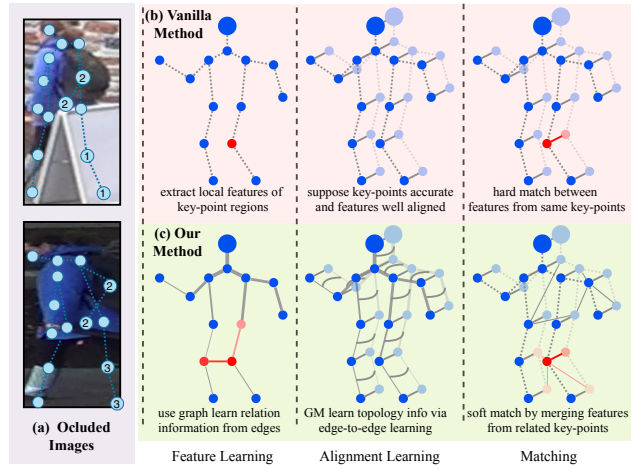 (b) Vanilla
Method
extract local features of
key-point regions
suppose key-points accurate
and features well aligned
hard match between
features from same key-points
2
2
1
1
(c) Our
Method
use graph learn relation
information from edges
GM learn topology info via
edge-to-edge learning
soft match by merging features
from related key-points
2
2
3
3
(a) Ocluded
Images
Feature Learning
Alignment Learning
Matching